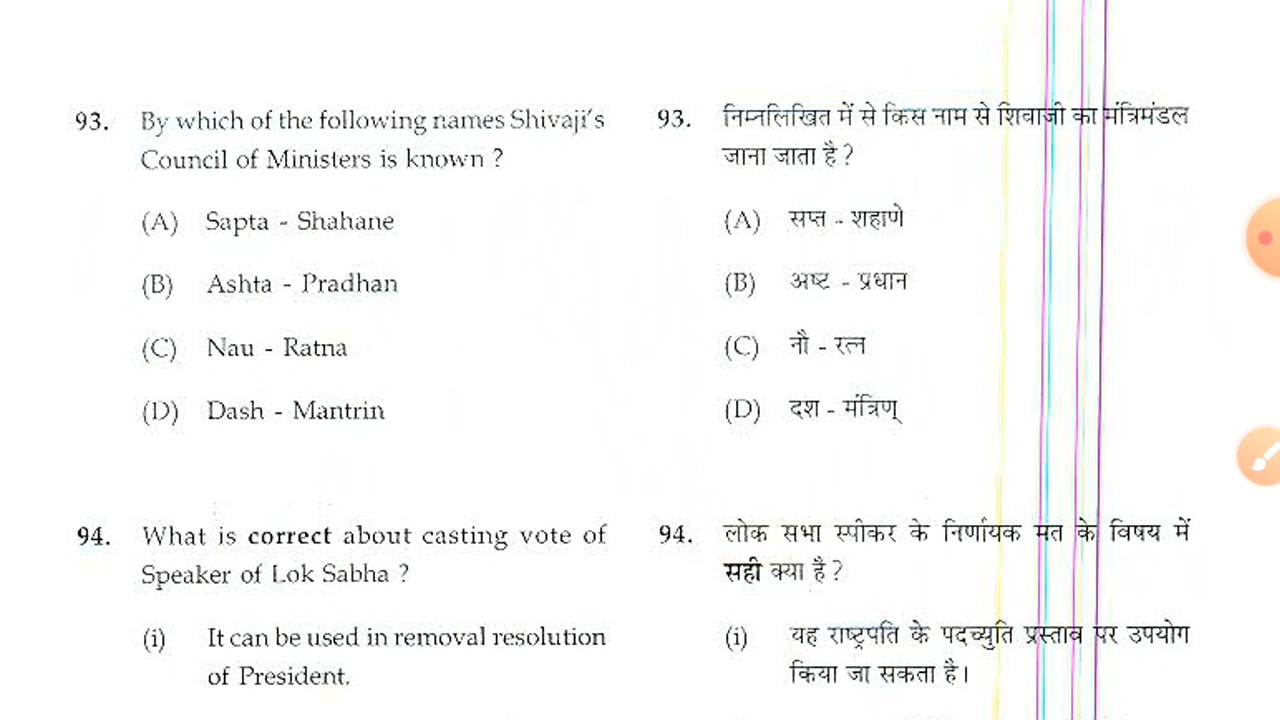 93. By which of the following names Shivaji's
Council of Ministers is known ?
(A) Sapta - Shahane
(B) Ashta - Pradhan
(C) Nau - Ratna
(D) Dash - Mantrin
94. What is correct about casting vote of
Speaker of Lok Sabha ?
(i) It can be used in removal resolution
of President.
93. निम्नलिखित में से किस नाम से शिवाजी का मंत्रिमंडल
जाना जाता है ?
(A) सप्त - शहाणे
(B) अष्ट - प्रधान
(C) नौ - रत्न
(D) दश - मंत्रिण्
94. लोक सभा स्पीकर के निर्णायक मत के विषय में
सही क्या है ?
(i) यह राष्ट्रपति के पदच्युति प्रस्ताव पर उपयोग
किया जा सकता है।